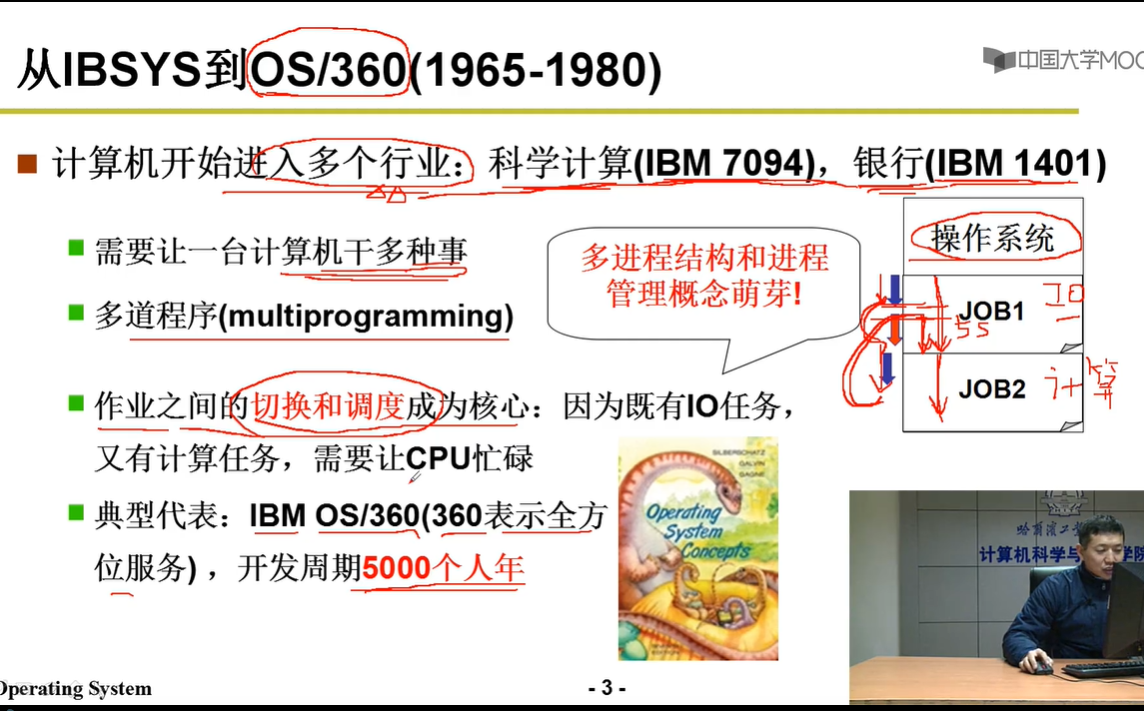 从IBSYS到OS/360(1965-1980)
中国大学MOC
计算机开始进入多个行业：科学计算(IBM 7094)，银行(IBM 1401)
需要让一台计算机干多种事
多道程序(multiprogramming)
多进程结构和进程
管理概念萌芽!
操作系统
JOB1
IO
5s
JOB2
计算
作业之间的切换和调度成为核心：因为既有IO任务，
又有计算任务，需要让CPU忙碌
典型代表：IBM OS/360(360表示全方
位服务)，开发周期5000个人年
SILBERSCHATZ
GALVIN
GAGNE
Operating
System
Concepts
哈尔滨工
计算机科学与
学院
Operating System
- 3 -